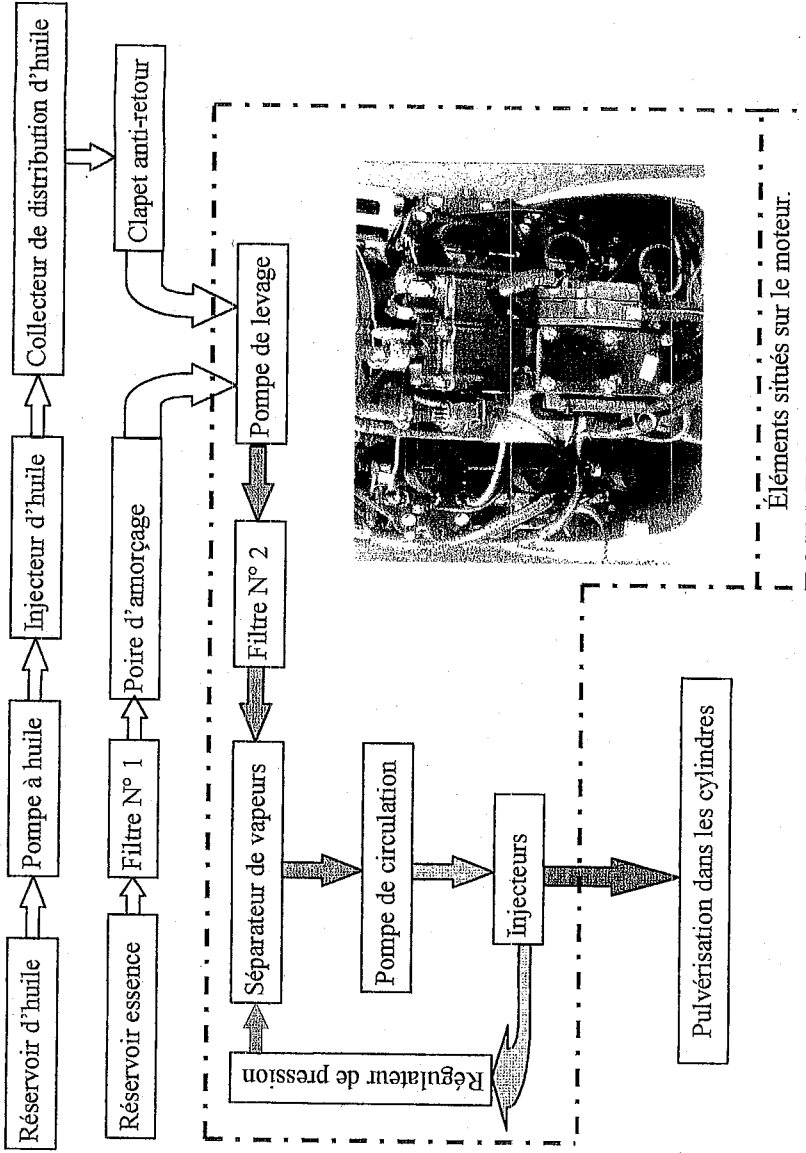 Réservoir d'huile
Pompe à huile
Injecteur d'huile
Collecteur de distribution d'huile
Réservoir essence
Filtre N° 1
Poire d'amorçage
Clapet anti-retour
Pompe de levage
Filtre N° 2
Séparateur de vapeurs
Régulateur de
pression
Pompe de circulation
Injecteurs
Pulvérisation dans les cylindres
Éléments situés sur le moteur.